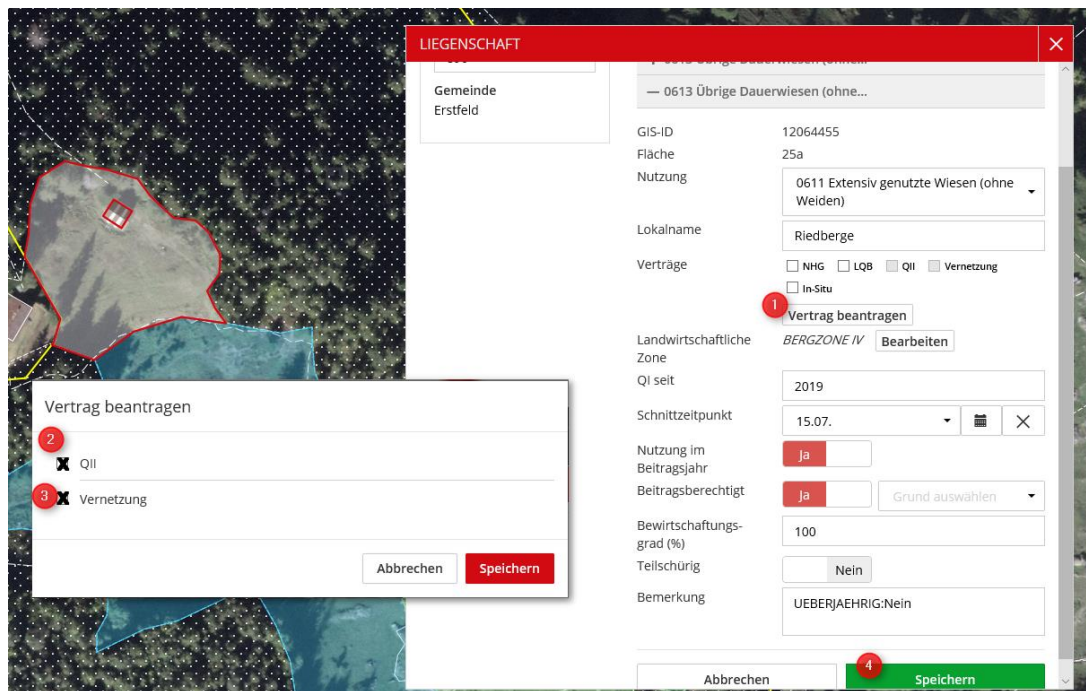 LIEGENSCHAFT
Gemeinde
Erstfeld
— 0613 Übrige Dauerwiesen (ohne...
GIS-ID 12064455
Fläche 25a
Nutzung 0611 Extensiv genutzte Wiesen (ohne
Weiden)
Lokalname Riedberge
Verträge NHG LQB QII Vernetzung
In-Situ
1
Vertrag beantragen
Landwirtschaftliche BERGZONE IV Bearbeiten
Zone
QI seit 2019
Schnittzeitpunkt 15.07.
Nutzung im Ja
Beitragsjahr
Beitragsberechtigt Ja Grund auswählen
Bewirtschaftungs- 100
grad (%)
Teilschürig Nein
Bemerkung UEBERJAEHRIG:Nein
4
Abbrechen Speichern
Vertrag beantragen
2
X QII
3 X Vernetzung
Abbrechen Speichern